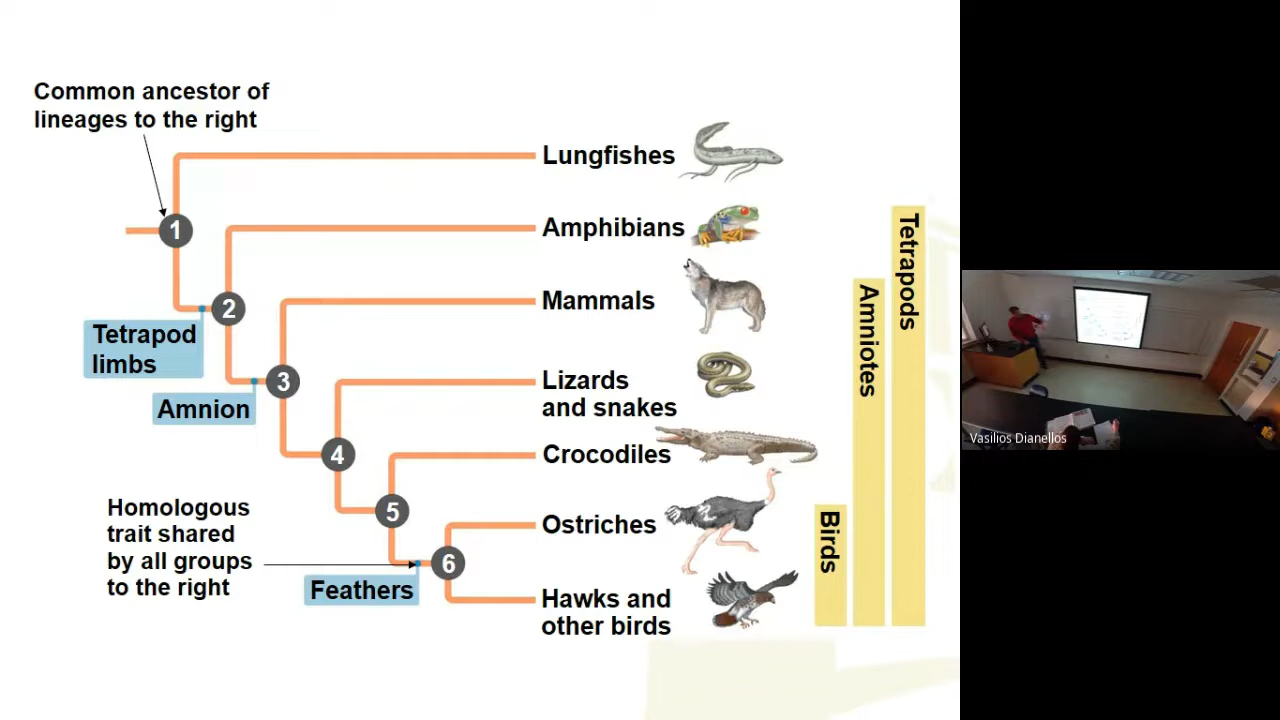 Common ancestor of
lineages to the right
Lungfishes
1
Amphibians
Tetrapods
2
Tetrapod
limbs
Mammals
Amniotes
3
Amnion
Lizards
and snakes
4
Crocodiles
Vasilios Dianellos
Homologous
trait shared
by all groups
to the right
5
Ostriches
Birds
6
Feathers
Hawks and
other birds